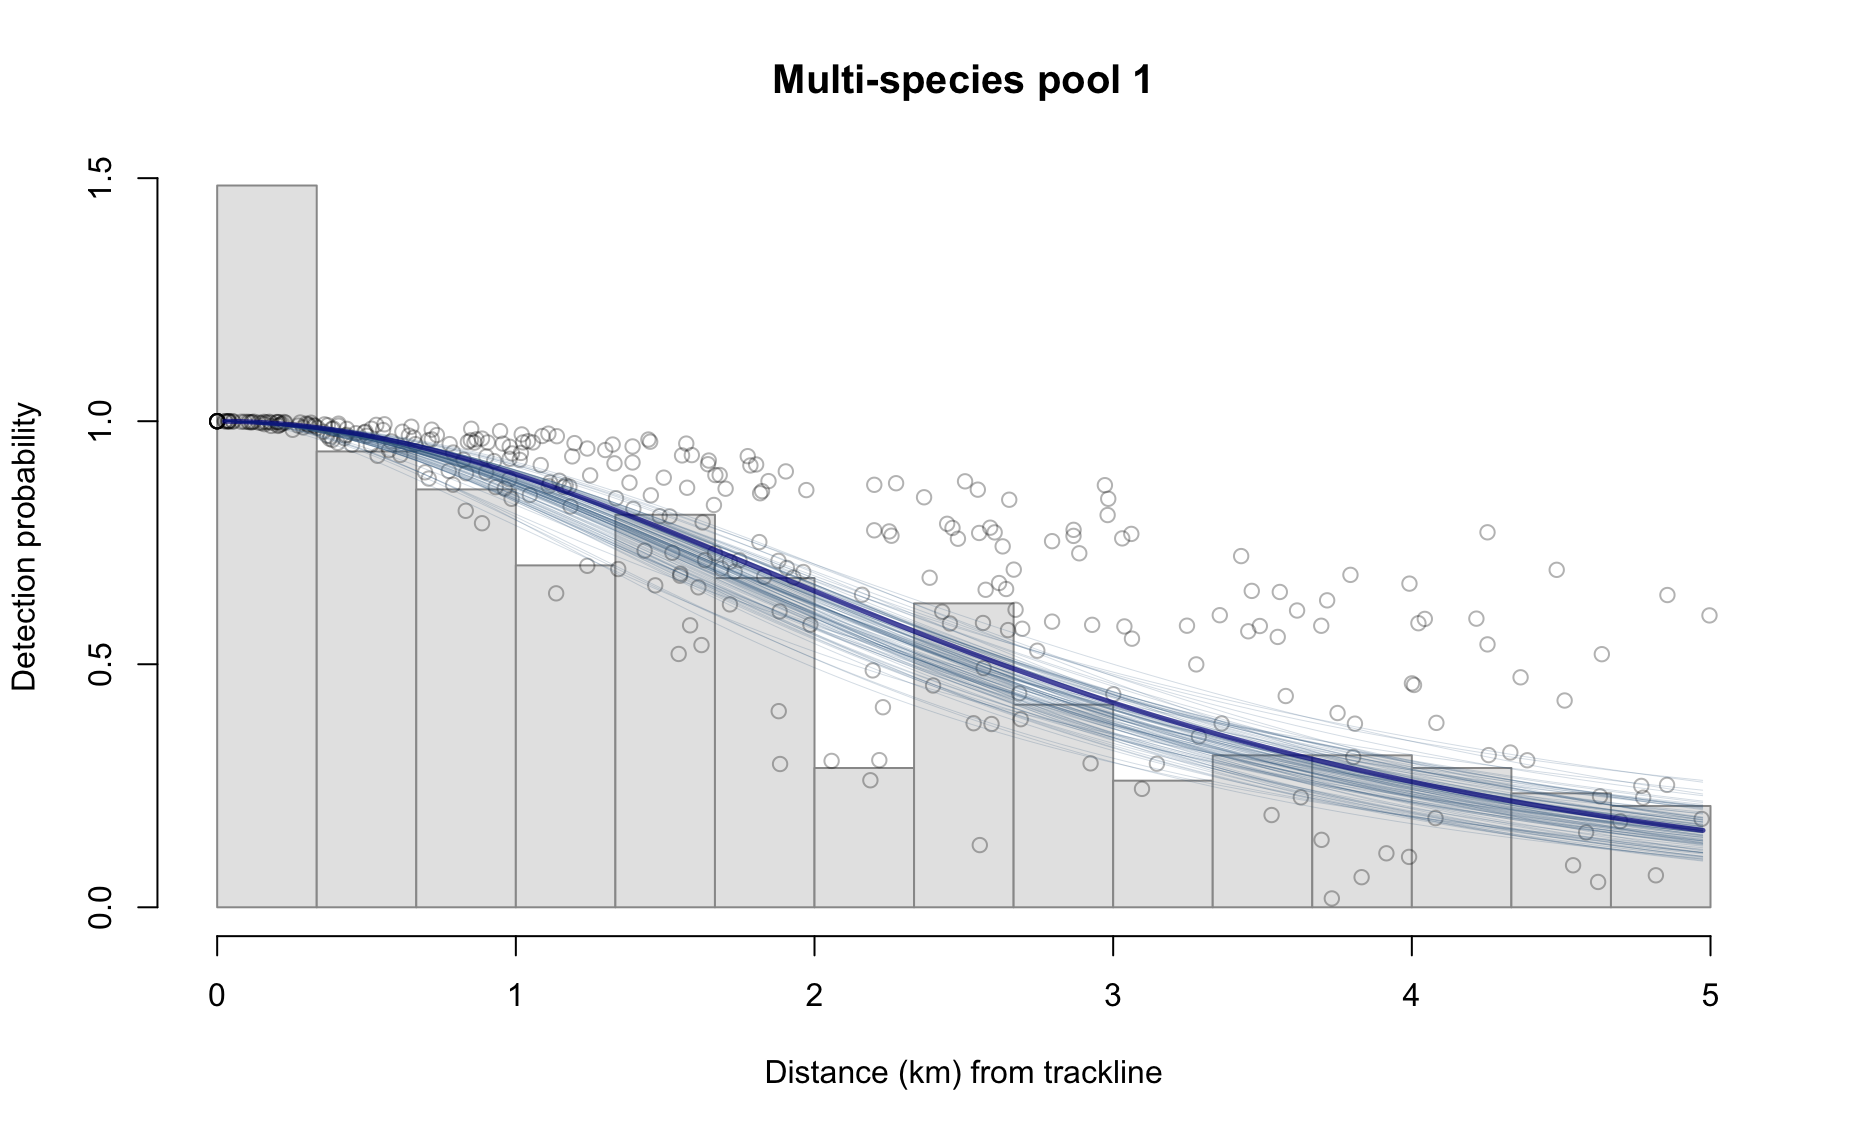 Multi-species pool 1
Detection probability
1.5
1.0
0.5
0.0
0 1 2 3 4 5
Distance (km) from trackline